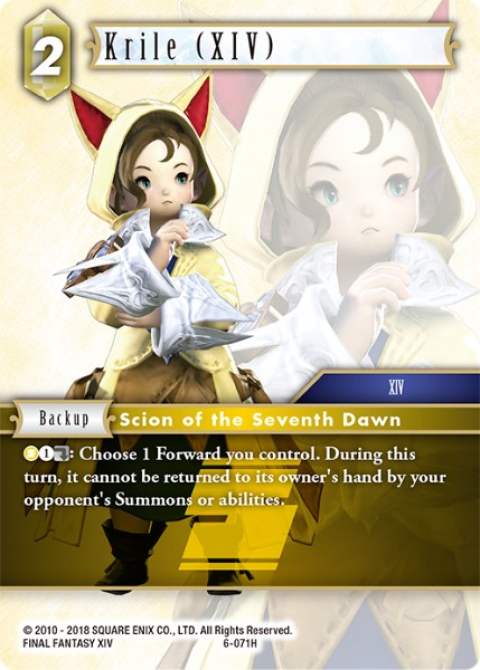 2
Krile (XIV)
XIV
Backup
Scion of the Seventh Dawn
1: Choose 1 Forward you control. During this
turn, it cannot be returned to its owner's hand by your
opponent's Summons or abilities.
© 2010 - 2018 SQUARE ENIX CO., LTD. All Rights Reserved.
FINAL FANTASY XIV
6-071H